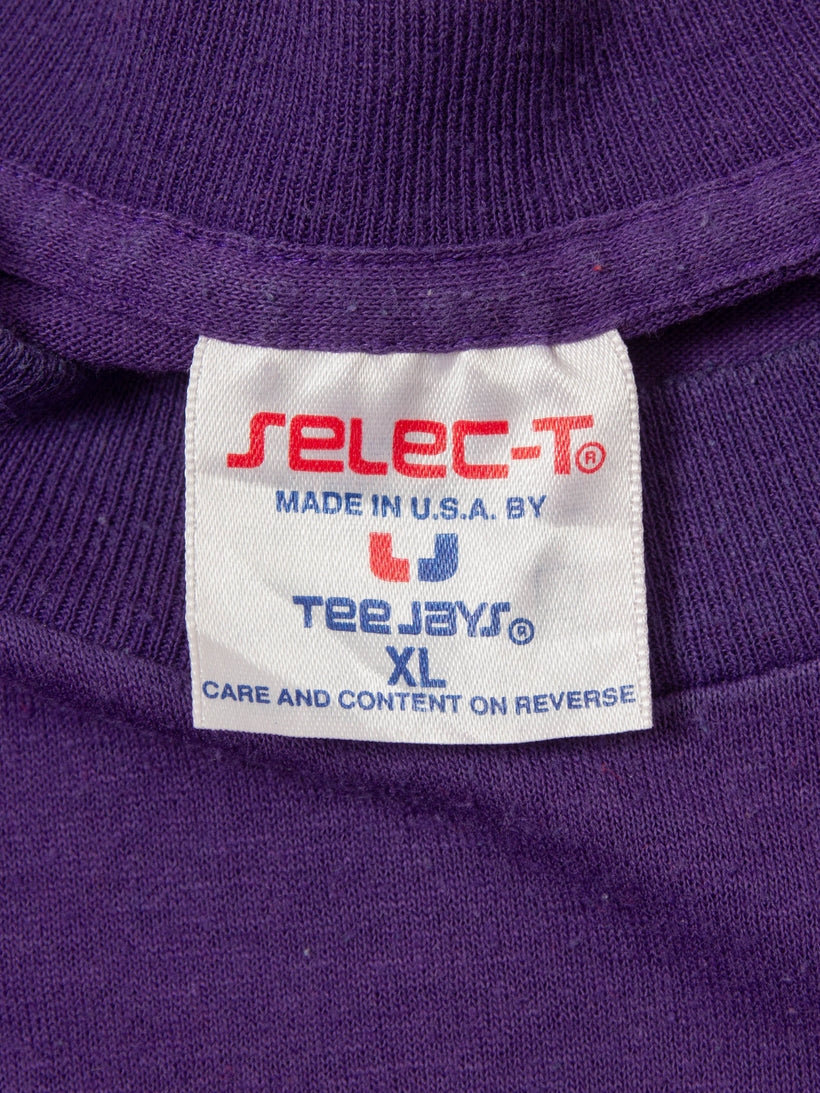 SELEC-T®
MADE IN U.S.A. BY
TEE JAYS®
XL
CARE AND CONTENT ON REVERSE